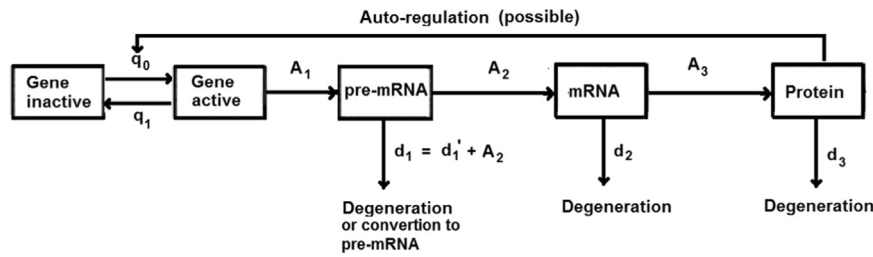 Auto-regulation (possible)
q0
Gene
inactive
q1
Gene
active
A1
pre-mRNA
A2
mRNA
A3
Protein
d1 = d1' + A2
d2
d3
Degeneration
or convertion to
pre-mRNA
Degeneration
Degeneration